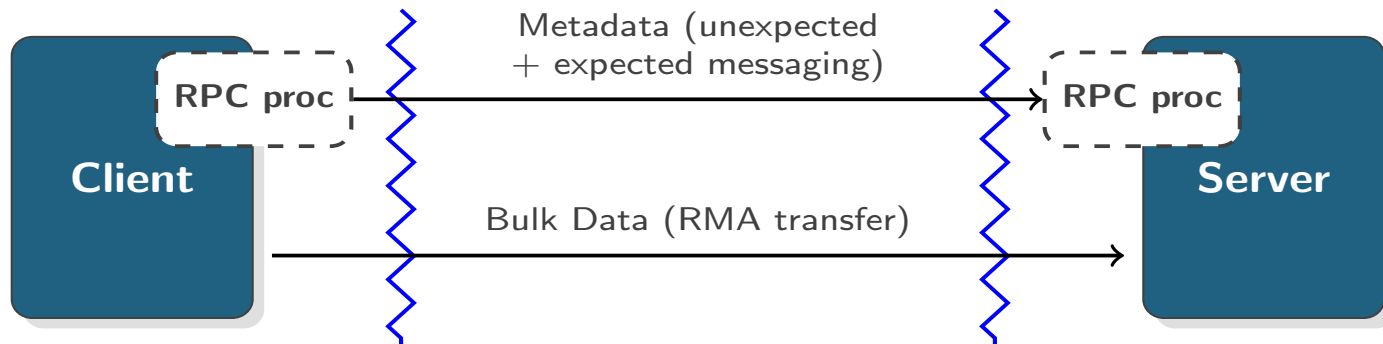 Metadata (unexpected
+ expected messaging)
RPC proc
RPC proc
Client
Server
Bulk Data (RMA transfer)